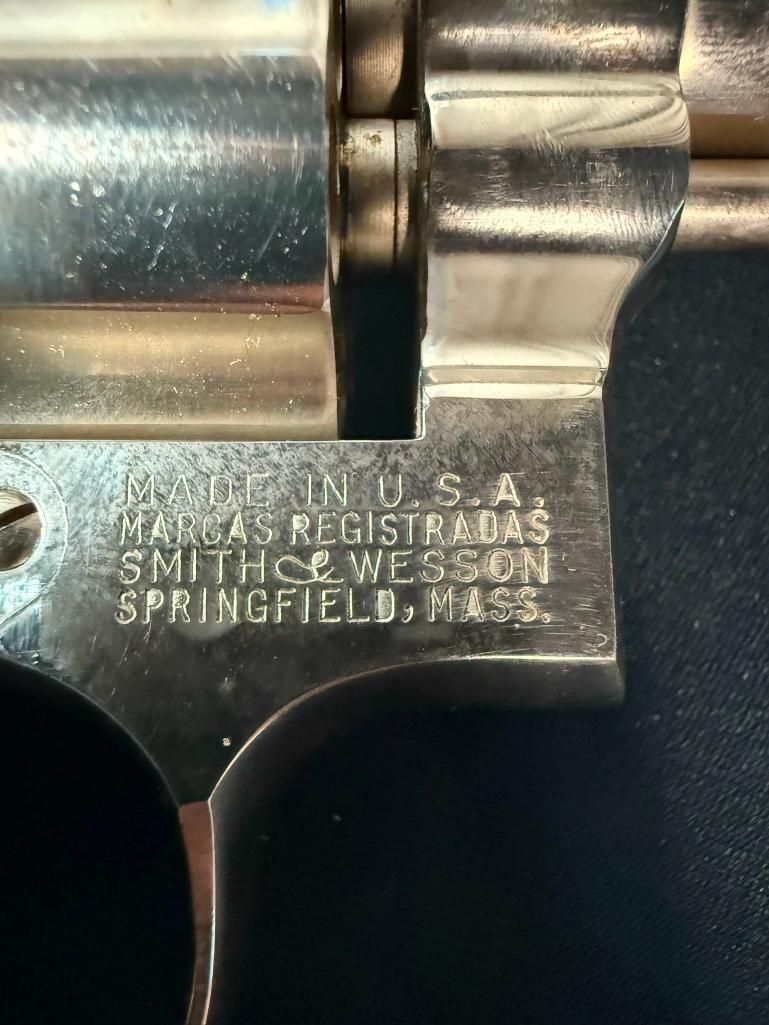 MADE IN U.S.A.
MARCAS REGISTRADAS
SMITH & WESSON
SPRINGFIELD, MASS.